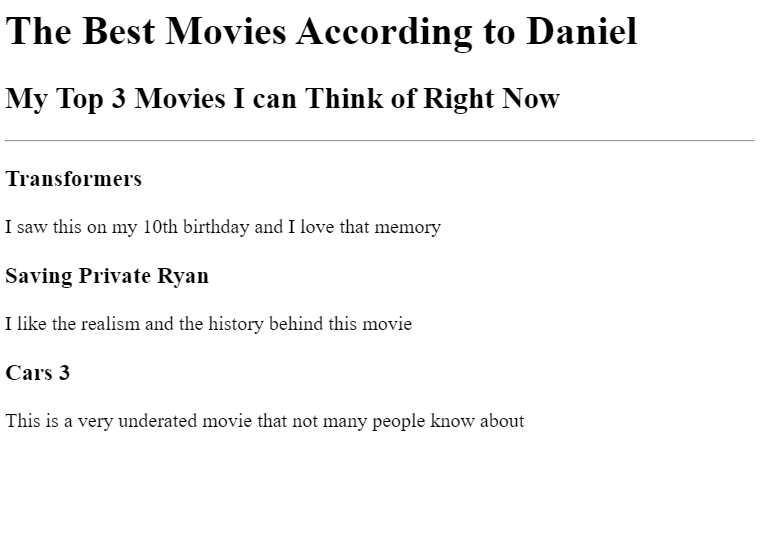 The Best Movies According to Daniel
My Top 3 Movies I can Think of Right Now
Transformers
I saw this on my 10th birthday and I love that memory
Saving Private Ryan
I like the realism and the history behind this movie
Cars 3
This is a very underated movie that not many people know about